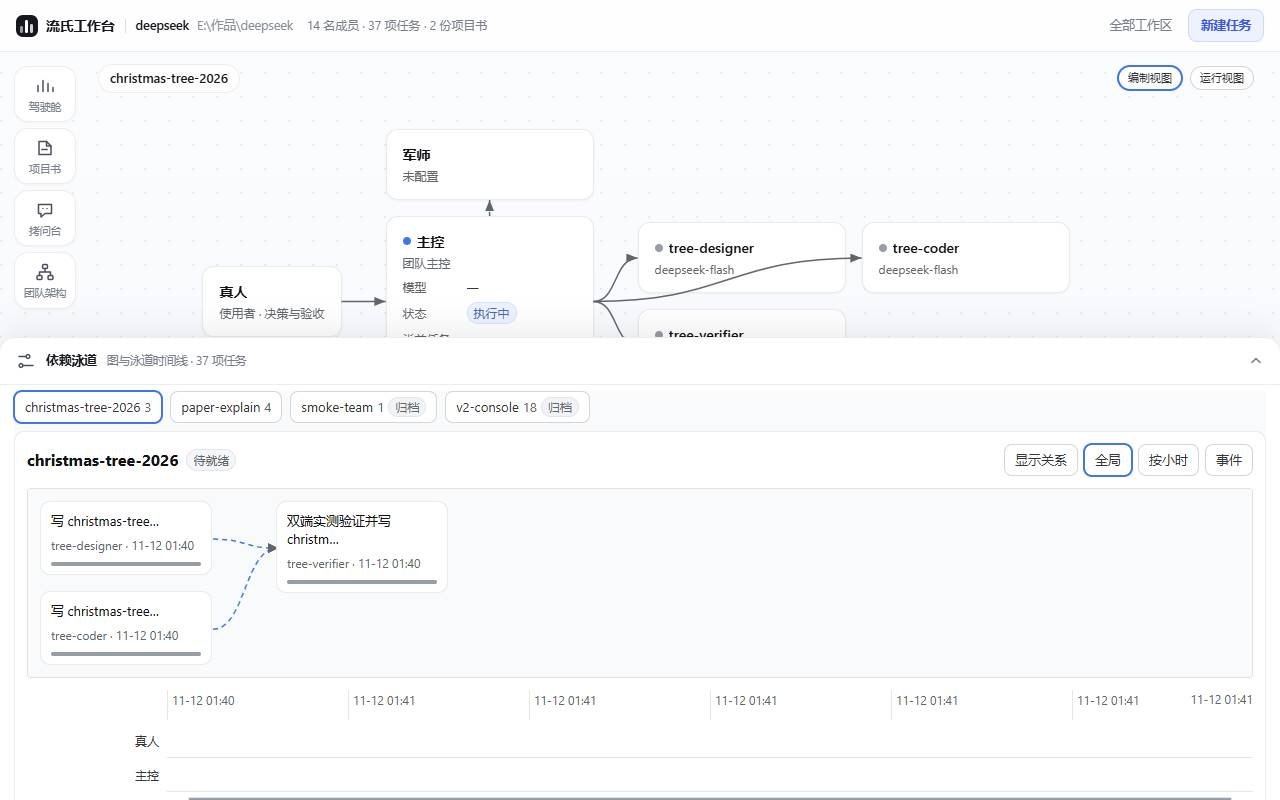 流氏工作台 deepseek E:\作品\deepseek 14 名成员 · 37 项任务 · 2 份项目书 全部工作区 新建任务
驾驶舱
项目书
拷问台
团队架构
christmas-tree-2026 编制视图 运行视图
军师
未配置
主控
团队主控
模型 —
状态 执行中
真人
使用者 · 决策与验收
tree-designer
deepseek-flash
tree-coder
deepseek-flash
tree-verifier
依赖泳道 图与泳道时间线 · 37 项任务
christmas-tree-2026 3 paper-explain 4 smoke-team 1 归档 v2-console 18 归档
christmas-tree-2026 待就绪 显示关系 全局 按小时 事件
写 christmas-tree...
tree-designer · 11-12 01:40
双端实测验证并写
christm...
tree-verifier · 11-12 01:40
写 christmas-tree...
tree-coder · 11-12 01:40
11-12 01:40 11-12 01:41 11-12 01:41 11-12 01:41 11-12 01:41 11-12 01:41 11-12 01:41
真人
主控